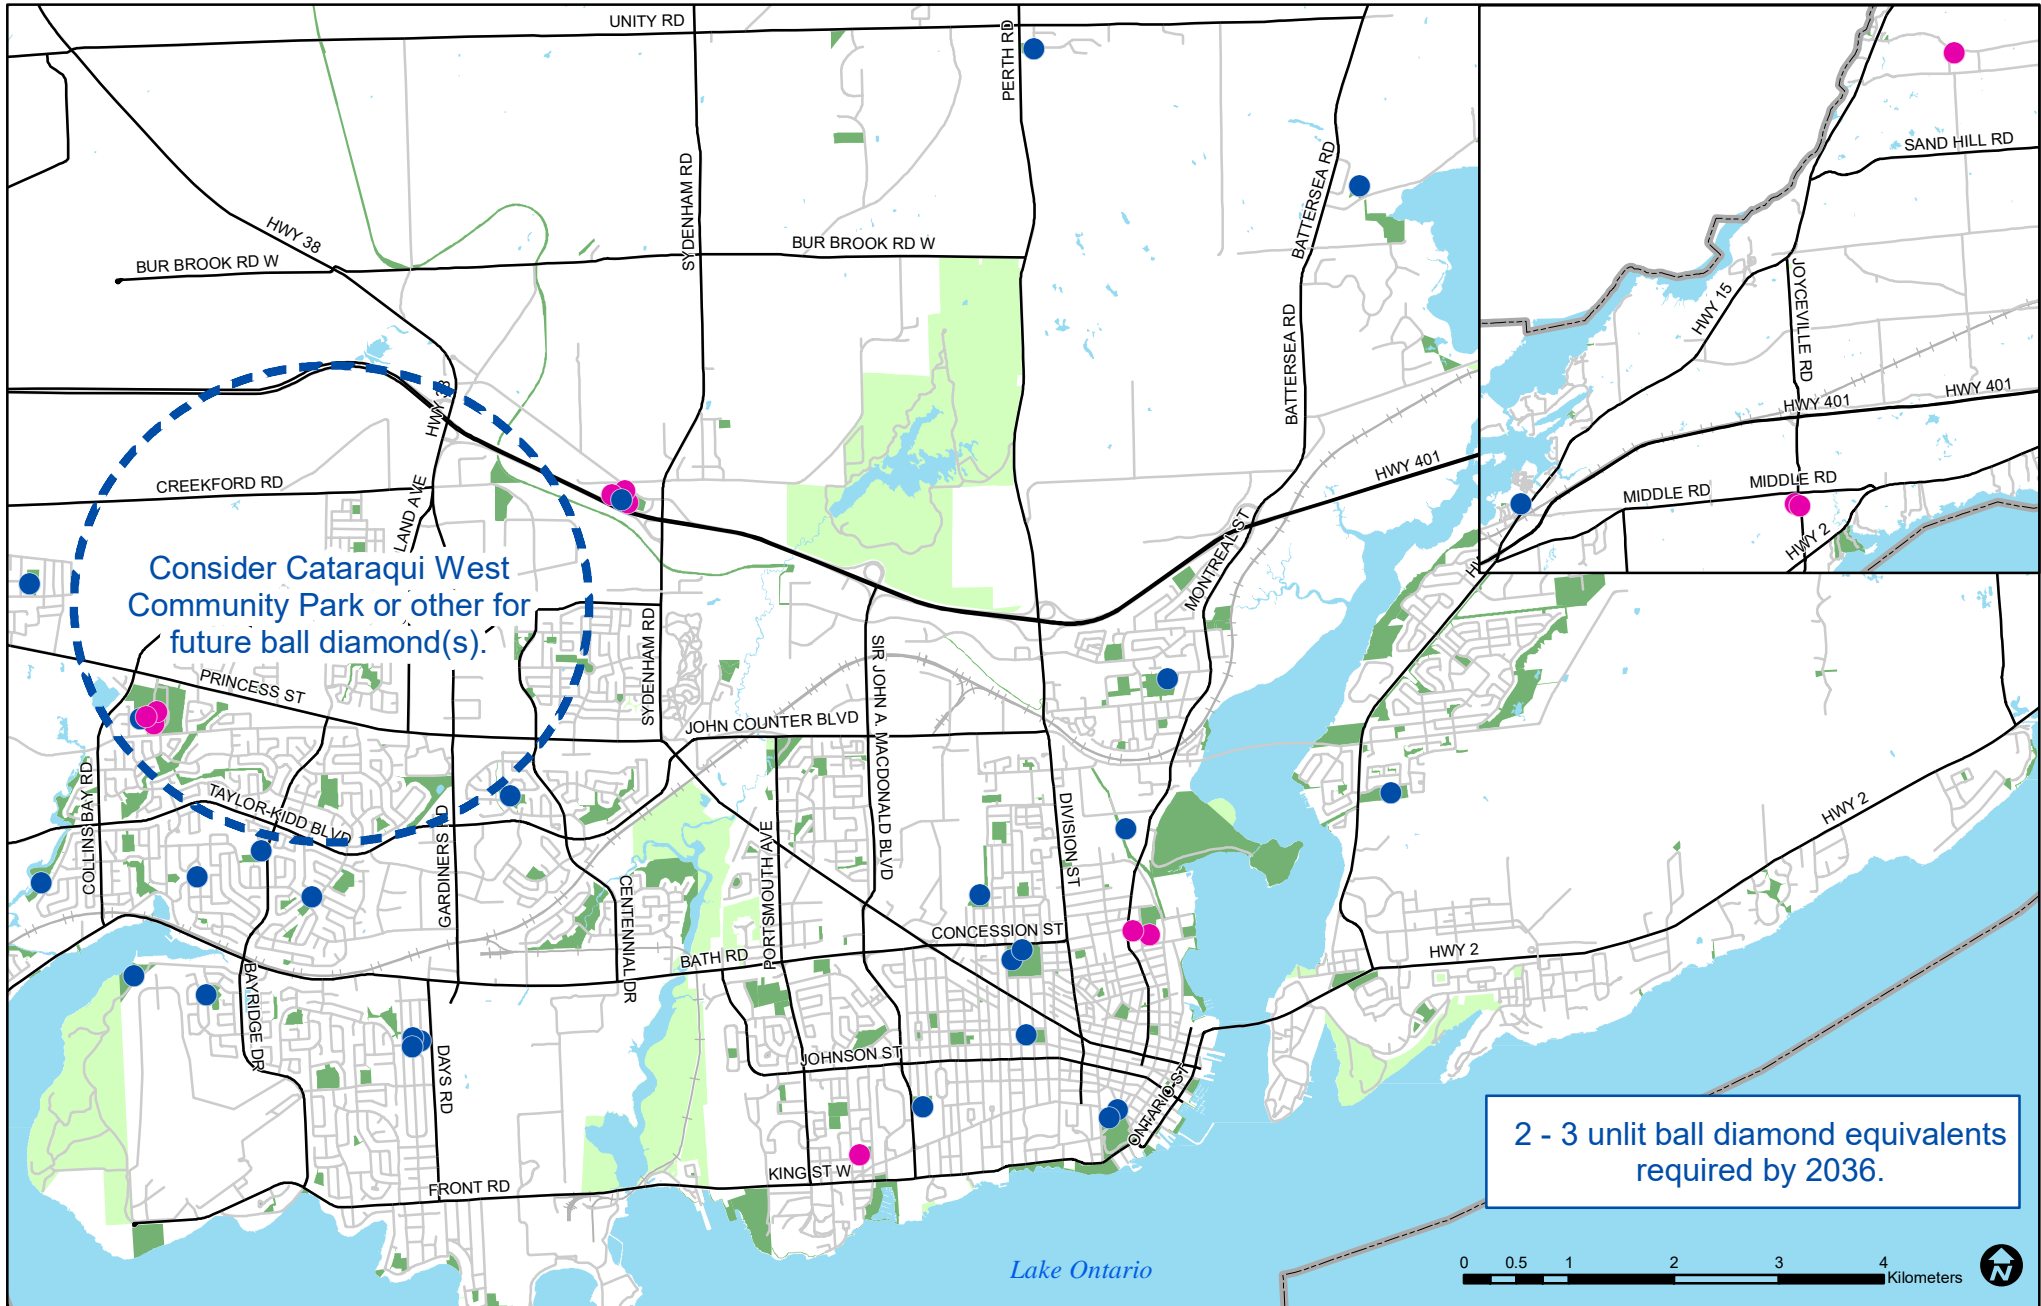 UNITY RD
PERTH RD
SAND HILL RD
HWY 38
SYDENHAM RD
BATTERSEA RD
BUR BROOK RD W
BUR BROOK RD W
JOYCEVILLE RD
HWY 15
BATTERSEA RD
HWY 38
HWY 401
HWY 401
HWY 401
CREEKFORD RD
MIDDLE RD
MIDDLE RD
HWY 2
LAND AVE
MONTREAL ST
Consider Cataraqui West
Community Park or other for
future ball diamond(s).
SYDENHAM RD
SIR JOHN A. MACDONALD BLVD
PRINCESS ST
JOHN COUNTER BLVD
COLLINS BAY RD
TAYLOR-KIDD BLVD
GARDINERS RD
PORTSMOUTH AVE
DIVISION ST
HWY 2
CENTENNIAL DR
CONCESSION ST
BATH RD
HWY 2
BAYRIDGE DR
DAYS RD
JOHNSON ST
ONTARIO ST
KING ST W
FRONT RD
2 - 3 unlit ball diamond equivalents
required by 2036.
Lake Ontario
0 0.5 1 2 3 4
Kilometers
N